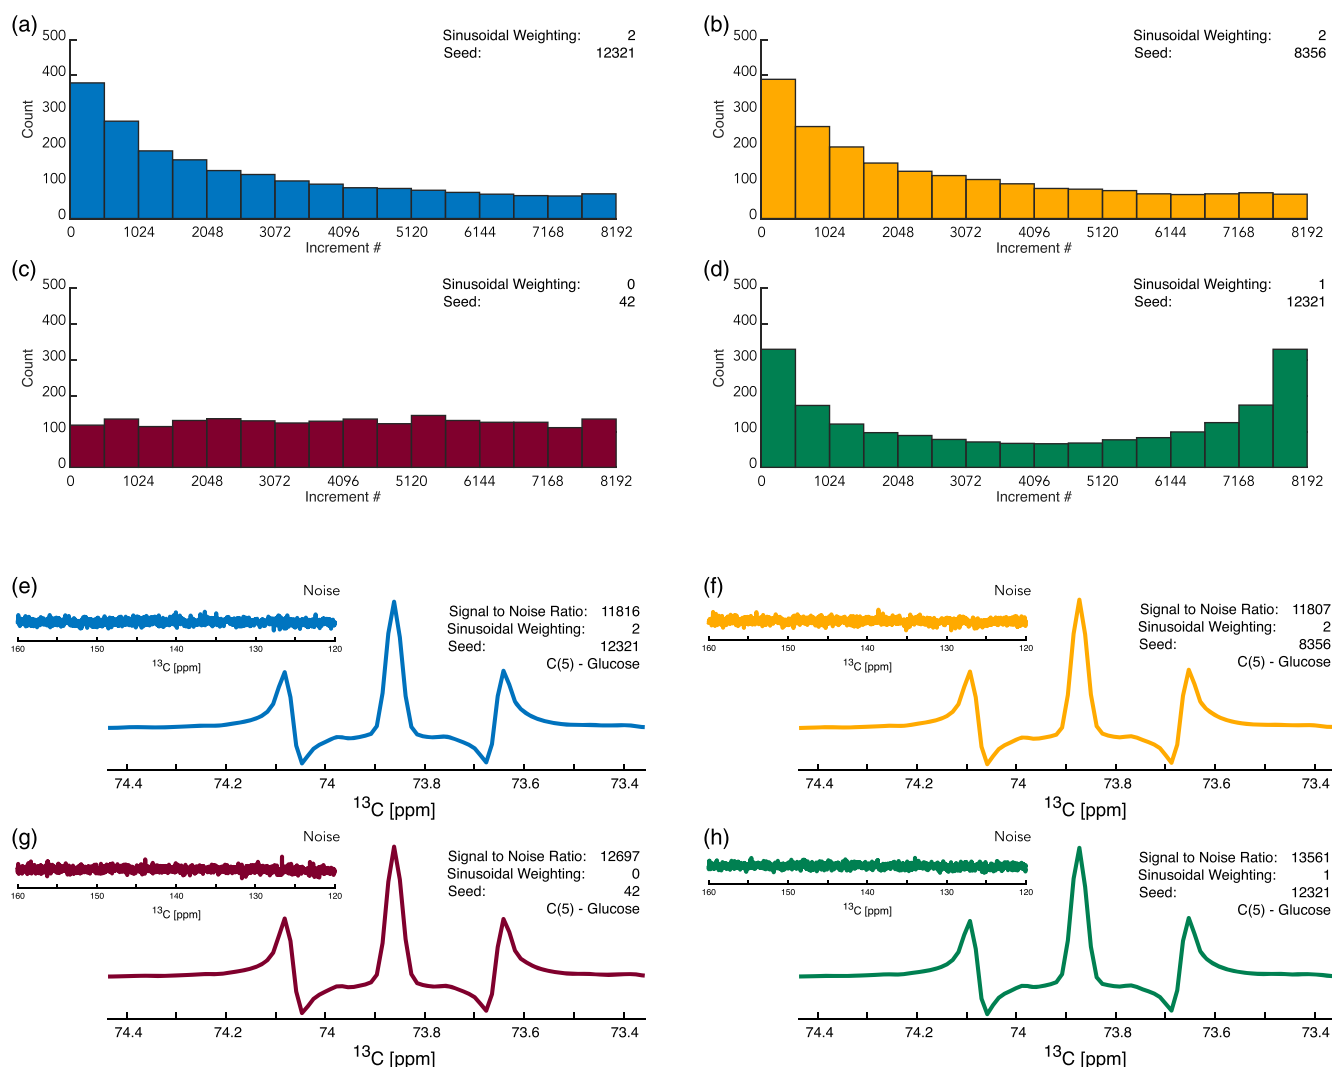 (a)
Sinusoidal Weighting: 2
Seed: 12321
500
400
300
200
100
0
Count
0 1024 2048 3072 4096 5120 6144 7168 8192
Increment #
(b)
Sinusoidal Weighting: 2
Seed: 8356
500
400
300
200
100
0
Count
0 1024 2048 3072 4096 5120 6144 7168 8192
Increment #
(c)
Sinusoidal Weighting: 0
Seed: 42
500
400
300
200
100
0
Count
0 1024 2048 3072 4096 5120 6144 7168 8192
Increment #
(d)
Sinusoidal Weighting: 1
Seed: 12321
500
400
300
200
100
0
Count
0 1024 2048 3072 4096 5120 6144 7168 8192
Increment #
(e)
Noise
160 150 140 130 120
13C [ppm]
Signal to Noise Ratio: 11816
Sinusoidal Weighting: 2
Seed: 12321
C(5) - Glucose
74.4 74.2 74 73.8 73.6 73.4
13C [ppm]
(f)
Noise
160 150 140 130 120
13C [ppm]
Signal to Noise Ratio: 11807
Sinusoidal Weighting: 2
Seed: 8356
C(5) - Glucose
74.4 74.2 74 73.8 73.6 73.4
13C [ppm]
(g)
Noise
160 150 140 130 120
13C [ppm]
Signal to Noise Ratio: 12697
Sinusoidal Weighting: 0
Seed: 42
C(5) - Glucose
74.4 74.2 74 73.8 73.6 73.4
13C [ppm]
(h)
Noise
160 150 140 130 120
13C [ppm]
Signal to Noise Ratio: 13561
Sinusoidal Weighting: 1
Seed: 12321
C(5) - Glucose
74.4 74.2 74 73.8 73.6 73.4
13C [ppm]